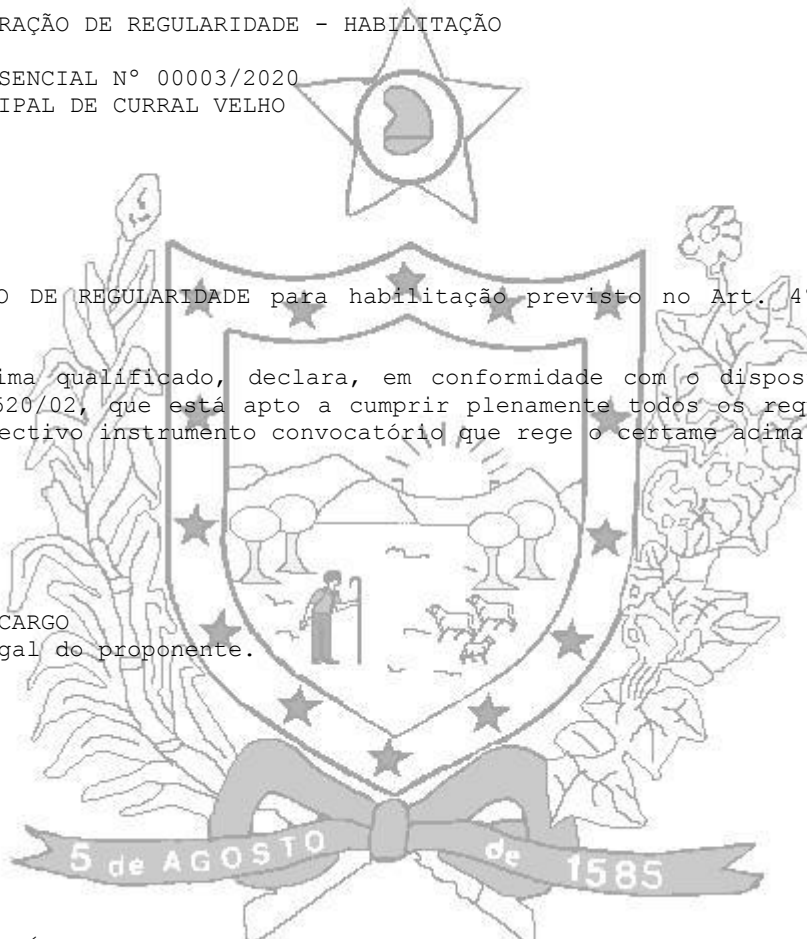 RAÇÃO DE REGULARIDADE - HABILITAÇÃO
SENCIAL Nº 00003/2020
IPAL DE CURRAL VELHO
O DE REGULARIDADE para habilitação previsto no Art. 4º
ima qualificado, declara, em conformidade com o dispos
520/02, que está apto a cumprir plenamente todos os req
ectivo instrumento convocatório que rege o certame acima
CARGO
gal do proponente.
5 de AGOSTO de 1585